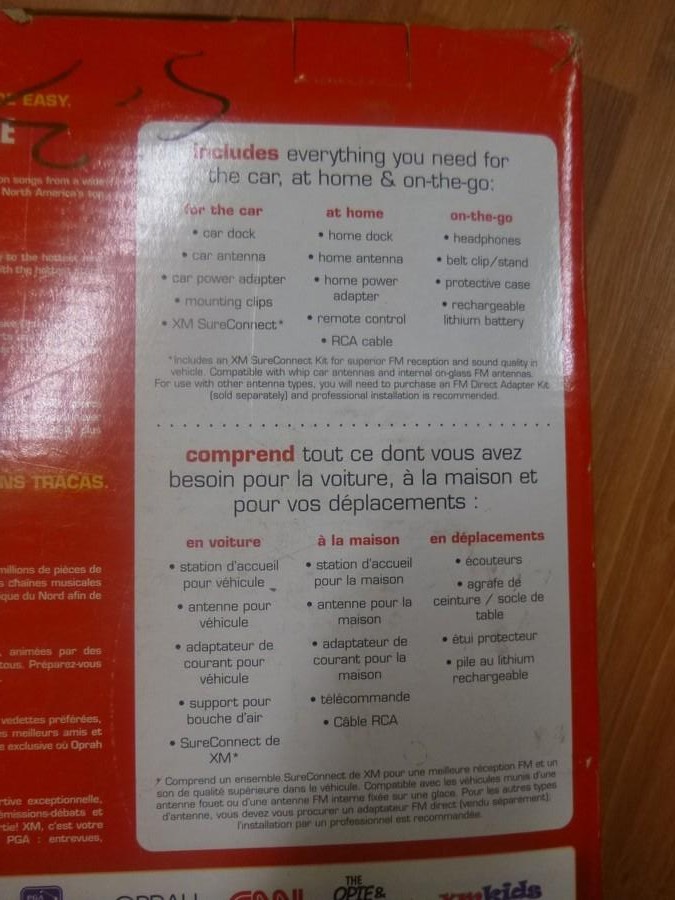 EASY.
E
on songs from a wide
North America's top
includes everything you need for
the car, at home & on-the-go:
for the car
• car dock
• car antenna
• car power adapter
• mounting clips
• XM SureConnect*
at home
• home dock
• home antenna
• home power
adapter
• remote control
• RCA cable
on-the-go
• headphones
• belt clip/stand
• protective case
• rechargeable
lithium battery
*Includes an XM SureConnect Kit for superior FM reception and sound quality in
vehicle. Compatible with whip car antennas and internal on-glass FM antennas.
For use with other antenna types, you will need to purchase an FM Direct Adapter Kit
(sold separately) and professional installation is recommended.
NS TRACAS.
comprend tout ce dont vous avez
besoin pour la voiture, à la maison et
pour vos déplacements :
en voiture
• station d'accueil
pour véhicule
• antenne pour
véhicule
• adaptateur de
courant pour
véhicule
• support pour
bouche d'air
• SureConnect de
XM*
à la maison
• station d'accueil
pour la maison
• antenne pour la
maison
• adaptateur de
courant pour la
maison
• télécommande
• Câble RCA
en déplacements
• écouteurs
• agrafe de
ceinture / socle de
table
• étui protecteur
• pile au lithium
rechargeable
* Comprend un ensemble SureConnect de XM pour une meilleure réception FM et un
son de qualité supérieure dans le véhicule. Compatible avec les véhicules munis d'une
antenne fouet ou d'une antenne FM interne fixée sur une glace. Pour les autres types
d'antenne, vous devez vous procurer un adaptateur FM direct (vendu séparément);
l'installation par un professionnel est recommandée.
millions de pièces de
s chaînes musicales
que du Nord afin de
, animées par des
tous. Préparez-vous
vedettes préférées,
s meilleurs amis et
e exclusive où Oprah
rtive exceptionnelle,
émissions-débats et
rtie! XM, c'est votre
PGA : entrevues,
PGA
OPRAH
CNN
THE
OPIE &
xmkids